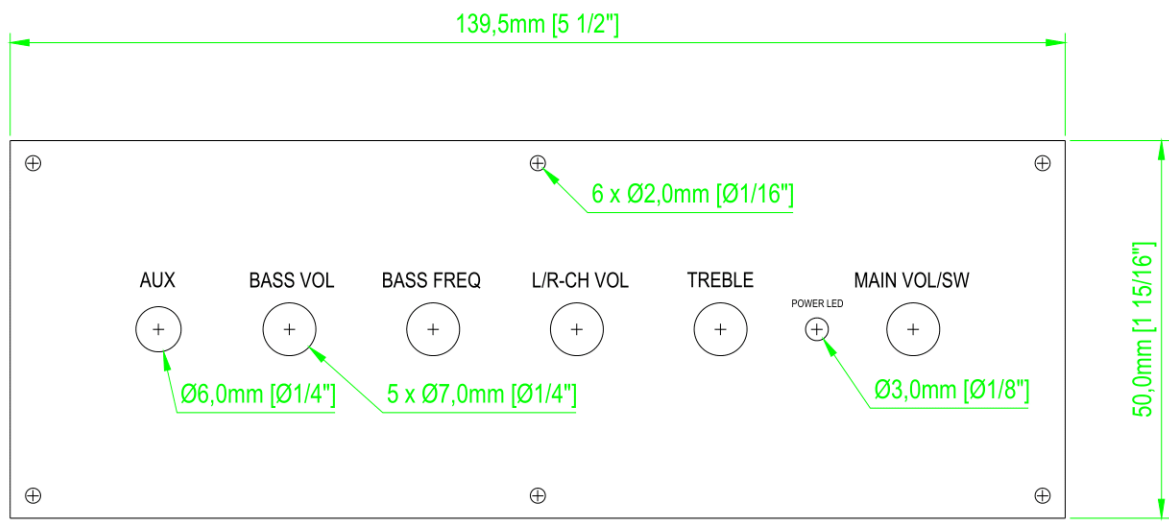 139,5mm [5 1/2"]
6 x Ø2,0mm [Ø1/16"]
AUX
BASS VOL
BASS FREQ
L/R-CH VOL
TREBLE
POWER LED
MAIN VOL/SW
50,0mm [1 15/16"]
Ø6,0mm [Ø1/4"]
5 x Ø7,0mm [Ø1/4"]
Ø3,0mm [Ø1/8"]